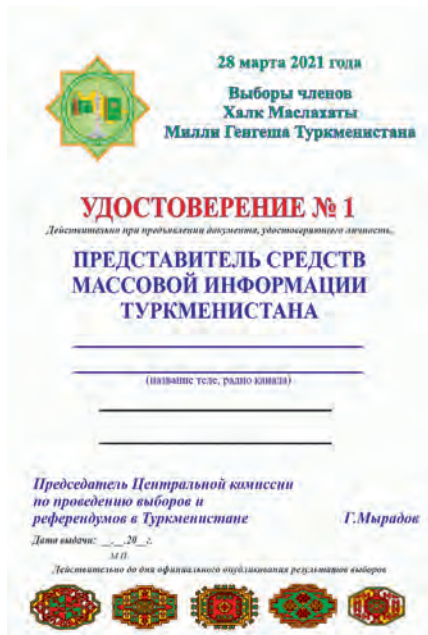 28 марта 2021 года
Выборы членов
Халк Маслахаты
Милли Генгеша Туркменистана
УДОСТОВЕРЕНИЕ № 1
Действительно при предъявлении документа, удостоверяющего личность.
ПРЕДСТАВИТЕЛЬ СРЕДСТВ
МАССОВОЙ ИНФОРМАЦИИ
ТУРКМЕНИСТАНА
(название теле, радио канала)
Председатель Центральной комиссии
по проведению выборов и
референдумов в Туркменистане Г.Мырадов
Дата выдачи: __.__.20__г.
М.П.
Действительно до дня официального опубликования результатов выборов